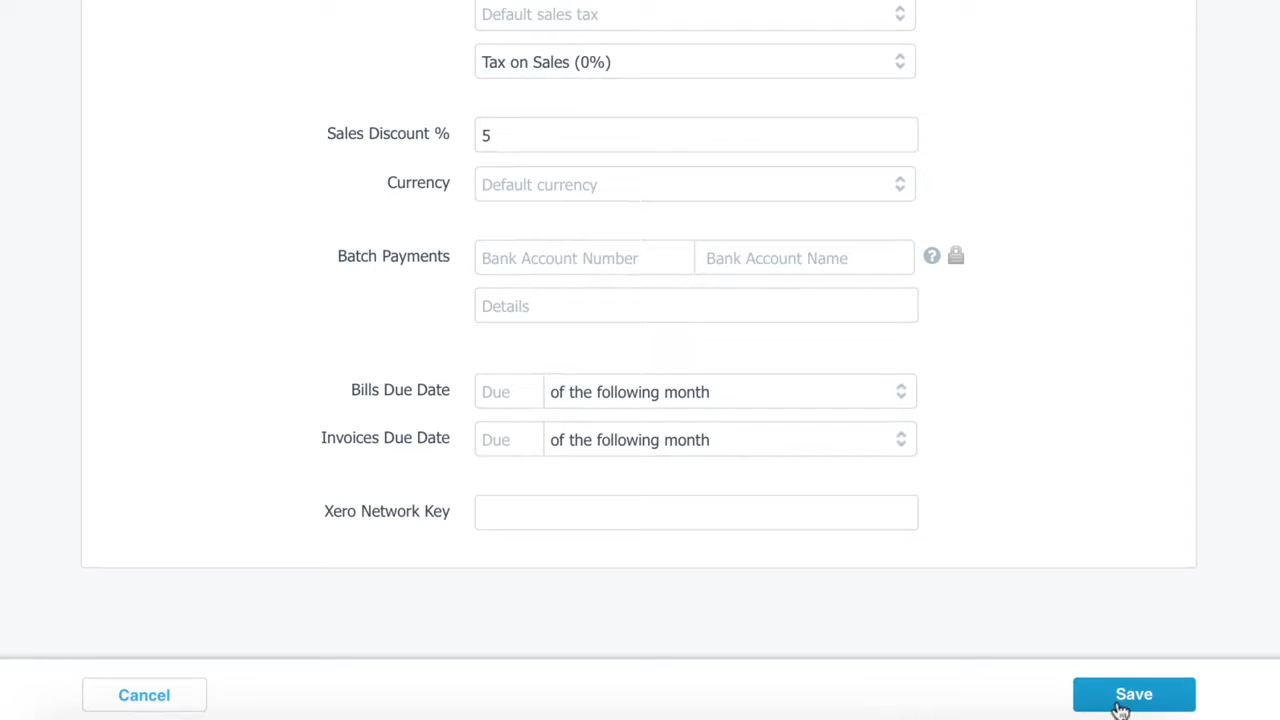 Default sales tax
Tax on Sales (0%)
Sales Discount % 5
Currency Default currency
Batch Payments Bank Account Number Bank Account Name ?
Details
Bills Due Date Due of the following month
Invoices Due Date Due of the following month
Xero Network Key
Cancel Save